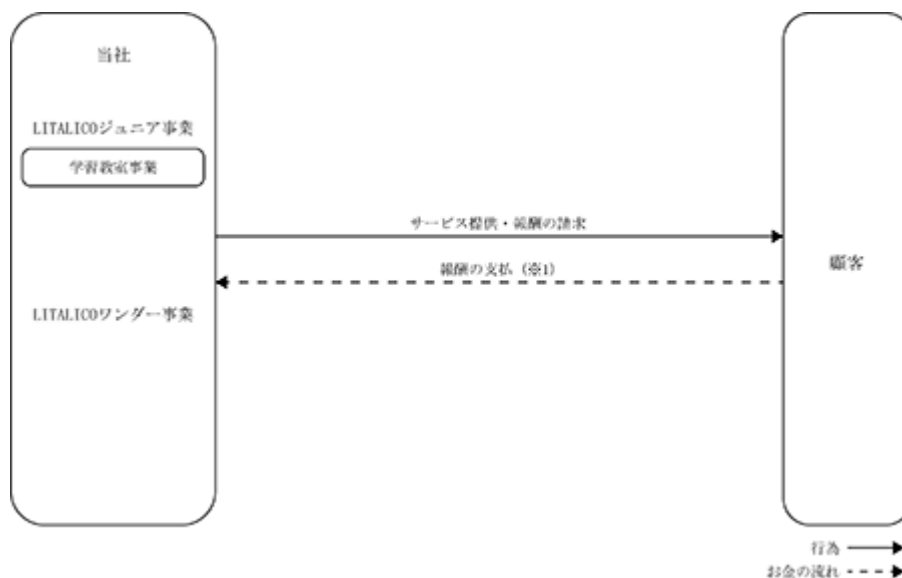 当社
LITALICOジュニア事業
学習教室事業
サービス提供・報酬の請求
報酬の支払（※1）
顧客
LITALICOワンダー事業
行為
お金の流れ